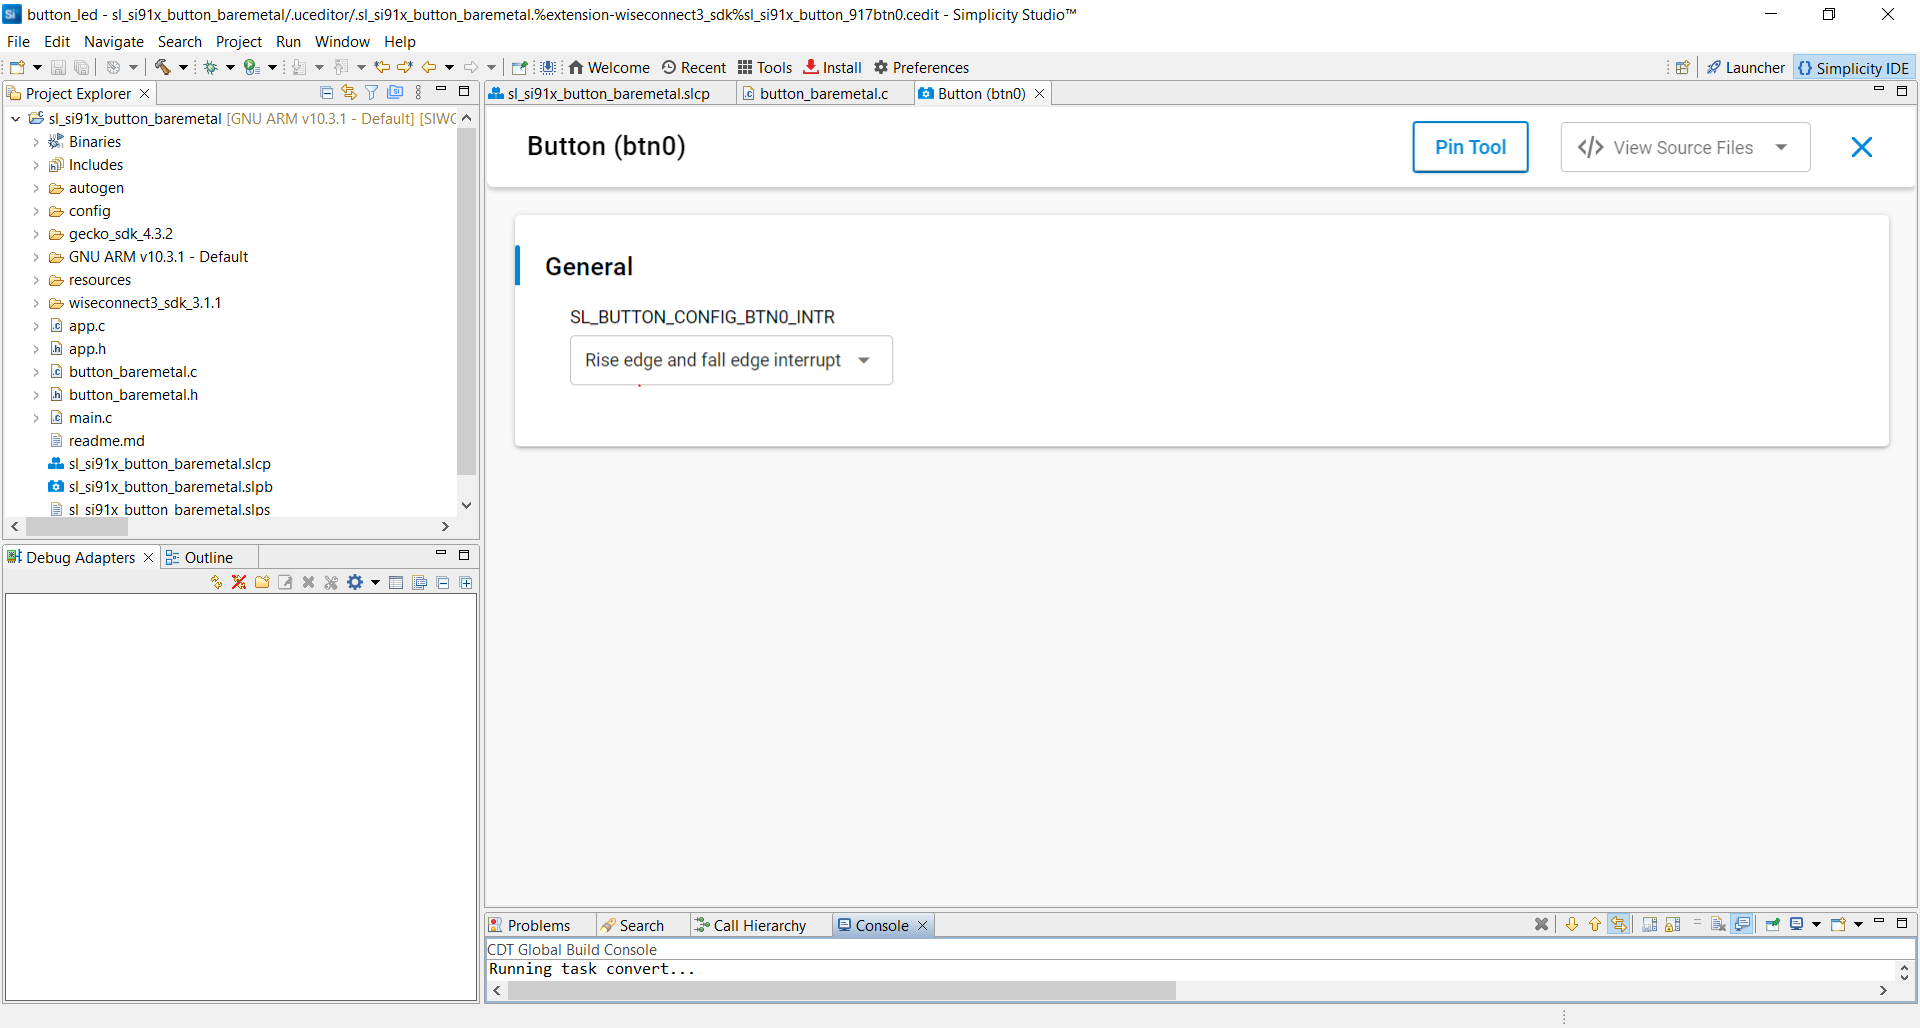 button_led - sl_si91x_button_baremetal/.uceditor/.sl_si91x_button_baremetal.%extension-wiseconnect3_sdk%sl_si91x_button_917btn0.cedit - Simplicity Studio™
File Edit Navigate Search Project Run Window Help
Welcome Recent Tools Install Preferences Launcher {} Simplicity IDE
Project Explorer
sl_si91x_button_baremetal [GNU ARM v10.3.1 - Default] [SIWC
Binaries
Includes
autogen
config
gecko_sdk_4.3.2
GNU ARM v10.3.1 - Default
resources
wiseconnect3_sdk_3.1.1
app.c
app.h
button_baremetal.c
button_baremetal.h
main.c
readme.md
sl_si91x_button_baremetal.slcp
sl_si91x_button_baremetal.slpb
sl_si91x_button_baremetal.slps
Debug Adapters Outline
sl_si91x_button_baremetal.slcp button_baremetal.c Button (btn0)
Button (btn0)
Pin Tool
</> View Source Files
General
SL_BUTTON_CONFIG_BTN0_INTR
Rise edge and fall edge interrupt
Problems Search Call Hierarchy Console
CDT Global Build Console
Running task convert...